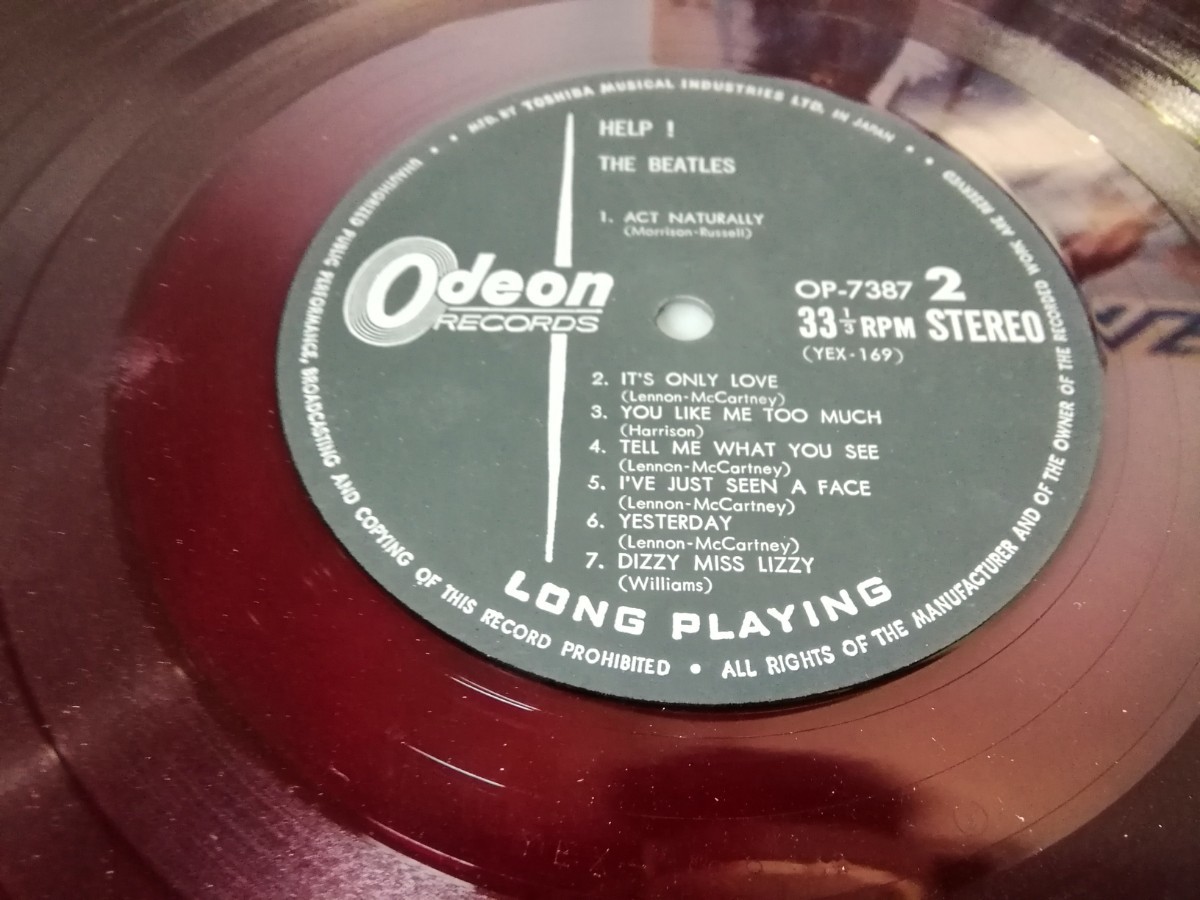 MFD. BY TOSHIBA MUSICAL INDUSTRIES LTD. IN JAPAN
HELP !
THE BEATLES
1. ACT NATURALLY
(Morrison-Russell)
Odeon
RECORDS
OP-7387 2
33 1/3 RPM STEREO
(YEX-169)
2. IT'S ONLY LOVE
(Lennon-McCartney)
3. YOU LIKE ME TOO MUCH
(Harrison)
4. TELL ME WHAT YOU SEE
(Lennon-McCartney)
5. I'VE JUST SEEN A FACE
(Lennon-McCartney)
6. YESTERDAY
(Lennon-McCartney)
7. DIZZY MISS LIZZY
(Williams)
LONG PLAYING
UNAUTHORIZED PUBLIC PERFORMANCE, BROADCASTING AND COPYING OF THIS RECORD PROHIBITED • ALL RIGHTS OF THE MANUFACTURER AND OF THE OWNER OF THE RECORDED WORK ARE RESERVED